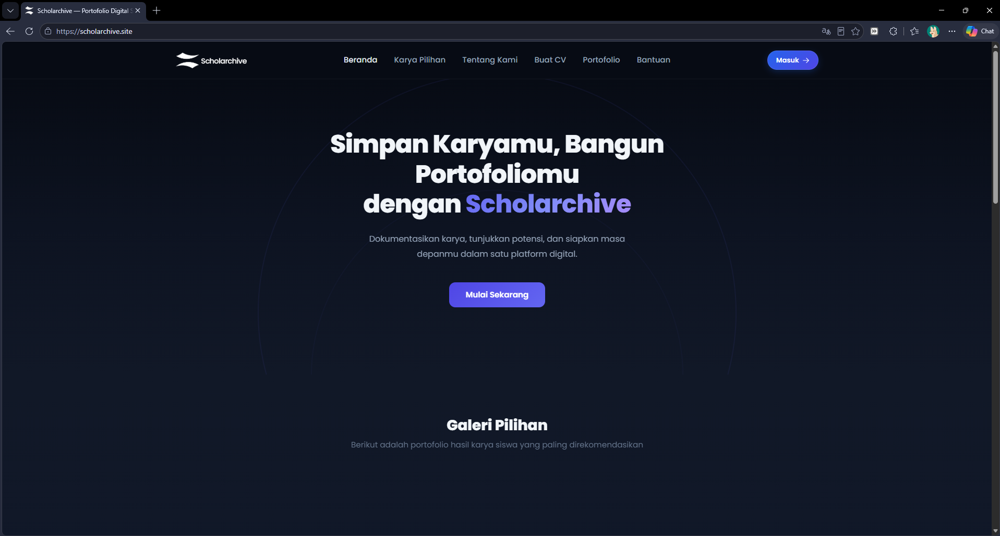 Scholarchive — Portofolio Digital
https://scholarchive.site
Chat
Scholarchive
Beranda
Karya Pilihan
Tentang Kami
Buat CV
Portofolio
Bantuan
Masuk →
Simpan Karyamu, Bangun
Portofoliomu
dengan Scholarchive
Dokumentasikan karya, tunjukkan potensi, dan siapkan masa
depanmu dalam satu platform digital.
Mulai Sekarang
Galeri Pilihan
Berikut adalah portofolio hasil karya siswa yang paling direkomendasikan